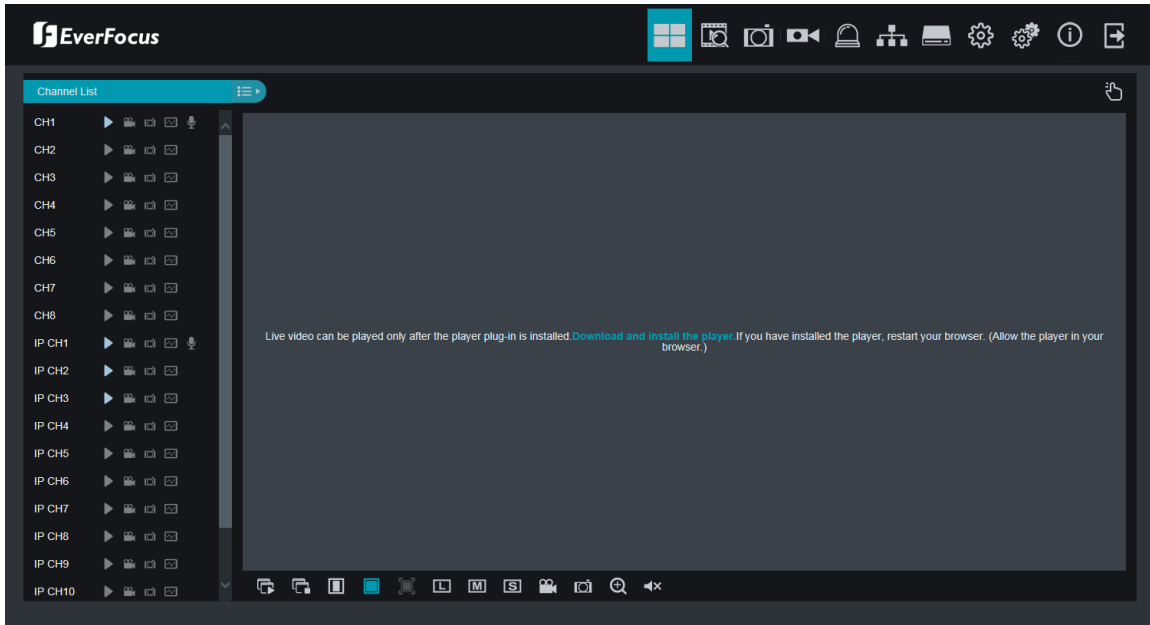 EverFocus
Channel List
CH1
CH2
CH3
CH4
CH5
CH6
CH7
CH8
IP CH1
IP CH2
IP CH3
IP CH4
IP CH5
IP CH6
IP CH7
IP CH8
IP CH9
IP CH10
Live video can be played only after the player plug-in is installed.Download and install the player.If you have installed the player, restart your browser. (Allow the player in your
browser.)
L M S